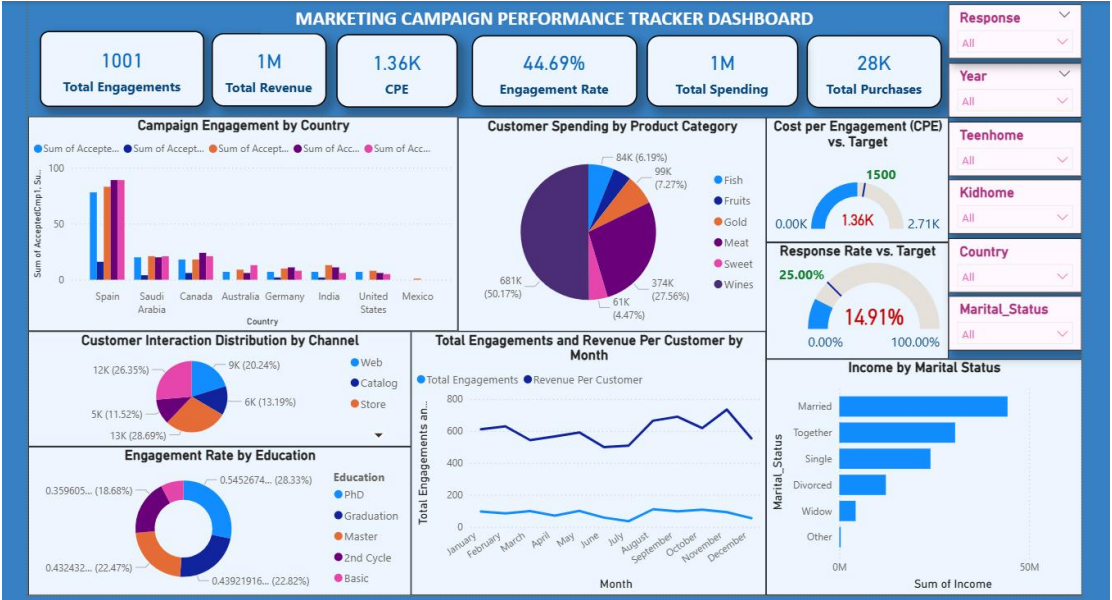 MARKETING CAMPAIGN PERFORMANCE TRACKER DASHBOARD
1001
Total Engagements
1M
Total Revenue
1.36K
CPE
44.69%
Engagement Rate
1M
Total Spending
28K
Total Purchases
Response
All
Year
All
Teenhome
All
Kidhome
All
Country
All
Marital_Status
All
Campaign Engagement by Country
Sum of Accepte...
Sum of Accept...
Sum of Accept...
Sum of Acc...
Sum of Acc...
Sum of AcceptedCmp1, Su...
100
50
0
Spain
Saudi
Arabia
Canada
Australia
Germany
India
United
States
Mexico
Country
Customer Spending by Product Category
84K (6.19%)
99K
(7.27%)
374K
(27.56%)
61K
(4.47%)
681K
(50.17%)
Fish
Fruits
Gold
Meat
Sweet
Wines
Cost per Engagement (CPE)
vs. Target
1500
0.00K
1.36K
2.71K
Response Rate vs. Target
25.00%
14.91%
0.00%
100.00%
Customer Interaction Distribution by Channel
9K (20.24%)
6K (13.19%)
13K (28.69%)
5K (11.52%)
12K (26.35%)
Web
Catalog
Store
Engagement Rate by Education
0.5452674... (28.33%)
0.43921916... (22.82%)
0.432432... (22.47%)
0.359605... (18.68%)
Education
PhD
Graduation
Master
2nd Cycle
Basic
Total Engagements and Revenue Per Customer by
Month
Total Engagements
Revenue Per Customer
Total Engagements an...
800
600
400
200
0
January
February
March
April
May
June
July
August
September
October
November
December
Month
Income by Marital Status
Marital_Status
Married
Together
Single
Divorced
Widow
Other
0M
50M
Sum of Income